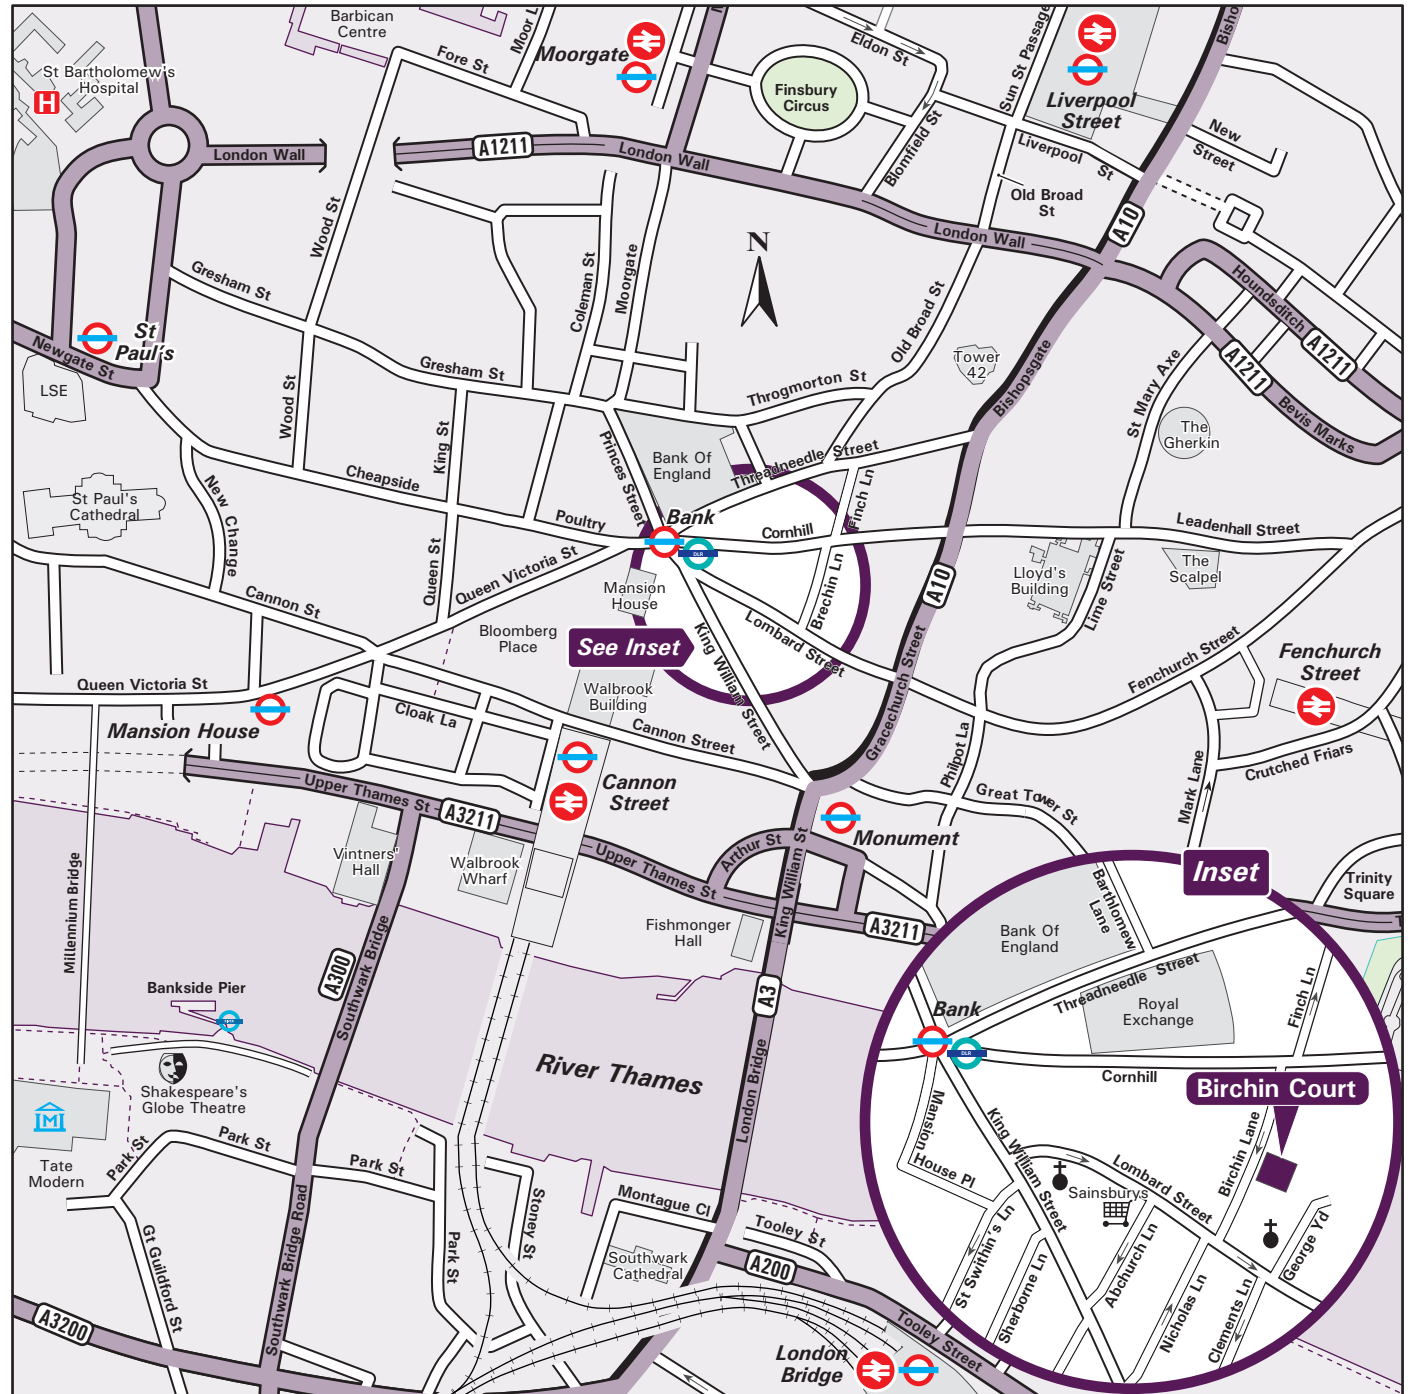 Barbican
Centre
Moor L
Fore St
Moorgate
Eldon St
Sun St Passage
Bisho
M
St Bartholomew's
Hospital
H
Finsbury
Circus
Liverpool
Street
London Wall
A1211
London Wall
Blomfield St
Liverpool St
New
Street
Old Broad
St
Wood St
London Wall
A10
N
Gresham St
Coleman St
Moorgate
Old Broad St
Houndsditch
A1211
St
Paul's
Newgate St
LSE
Wood St
Gresham St
King St
Throgmorton St
Tower
42
Bishopsgate
St Mary Axe
A1211
Bevis Marks
The
Gherkin
Princes Street
Bank Of
England
Threadneedle Street
Finch Ln
Cheapside
St Paul's
Cathedral
New Change
Poultry
Bank
DLR
Cornhill
Leadenhall Street
Queen St
Queen Victoria St
Mansion
House
Brechin Ln
A10
Lloyd's
Building
Lime Street
The
Scalpel
Cannon St
Bloomberg
Place
See Inset
King William Street
Lombard Street
Gracechurch Street
Fenchurch Street
Fenchurch
Street
Queen Victoria St
Mansion House
Cloak La
Walbrook
Building
Cannon Street
Philpot La
Mark Lane
Crutched Friars
Cannon
Street
Upper Thames St
A3211
Great Tower St
Monument
Arthur St
King William St
Vintners'
Hall
Walbrook
Wharf
Upper Thames St
Fishmonger
Hall
A3211
Trinity
Square
T
Millennium Bridge
A300
Southwark Bridge
A3
Bankside Pier
River Thames
London Bridge
Shakespeare's
Globe Theatre
Tate
Modern
Park St
Park St
Park St
Park St
Stoney St
Montague Cl
Tooley St
Southwark
Cathedral
A200
Gt Guildford St
Southwark Bridge Road
A3200
Tooley Street
London
Bridge
Inset
Bank Of
England
Barthlomew
Lane
Threadneedle Street
Royal
Exchange
Finch Ln
Bank
DLR
Cornhill
Birchin Court
Mansion
House Pl
King William Street
Lombard Street
Birchin Lane
Sainsburys
St Swithin's Ln
Sherborne Ln
Abchurch Ln
Nicholas Ln
Clements Ln
George Yd